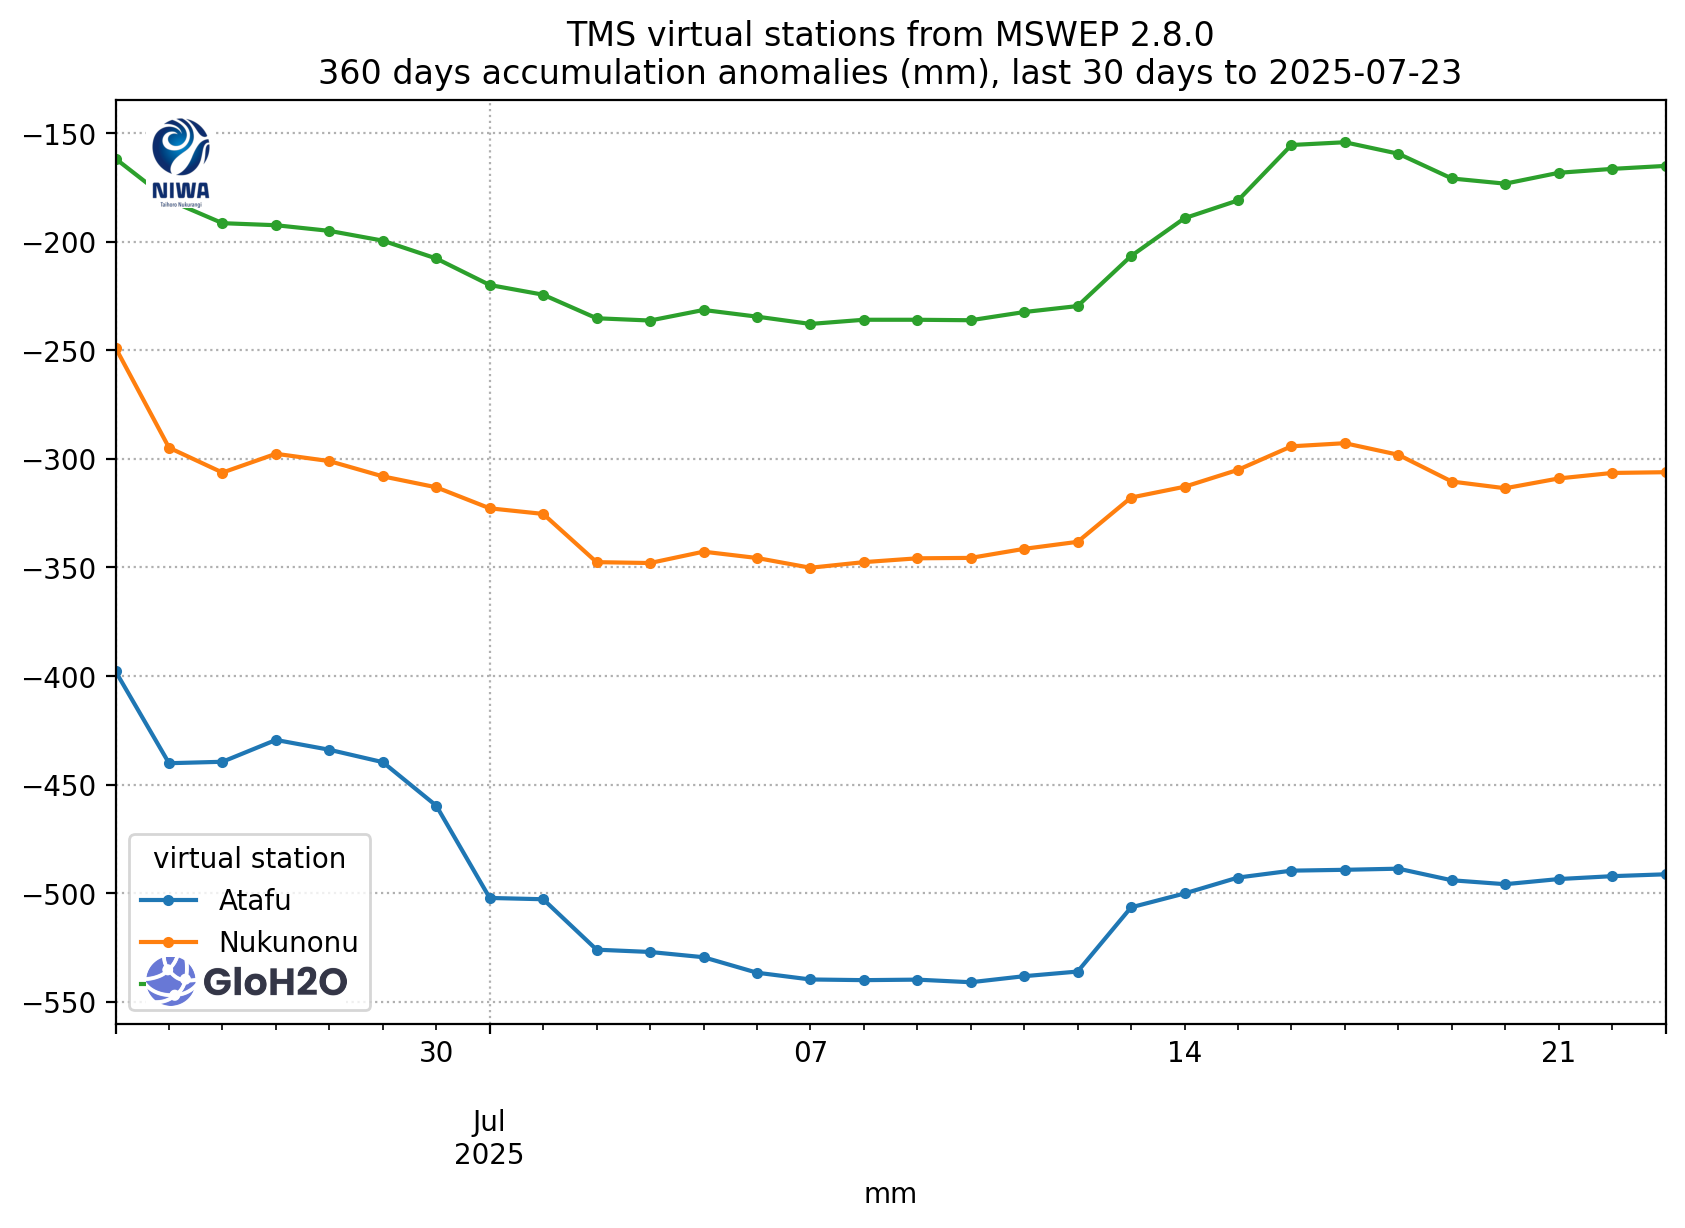 TMS virtual stations from MSWEP 2.8.0
360 days accumulation anomalies (mm), last 30 days to 2025-07-23
−150
−200
−250
−300
−350
−400
−450
−500
−550
NIWA
Taihoro Nukurangi
virtual station
Atafu
Nukunonu
GloH2O
30
07
14
21
Jul
2025
mm